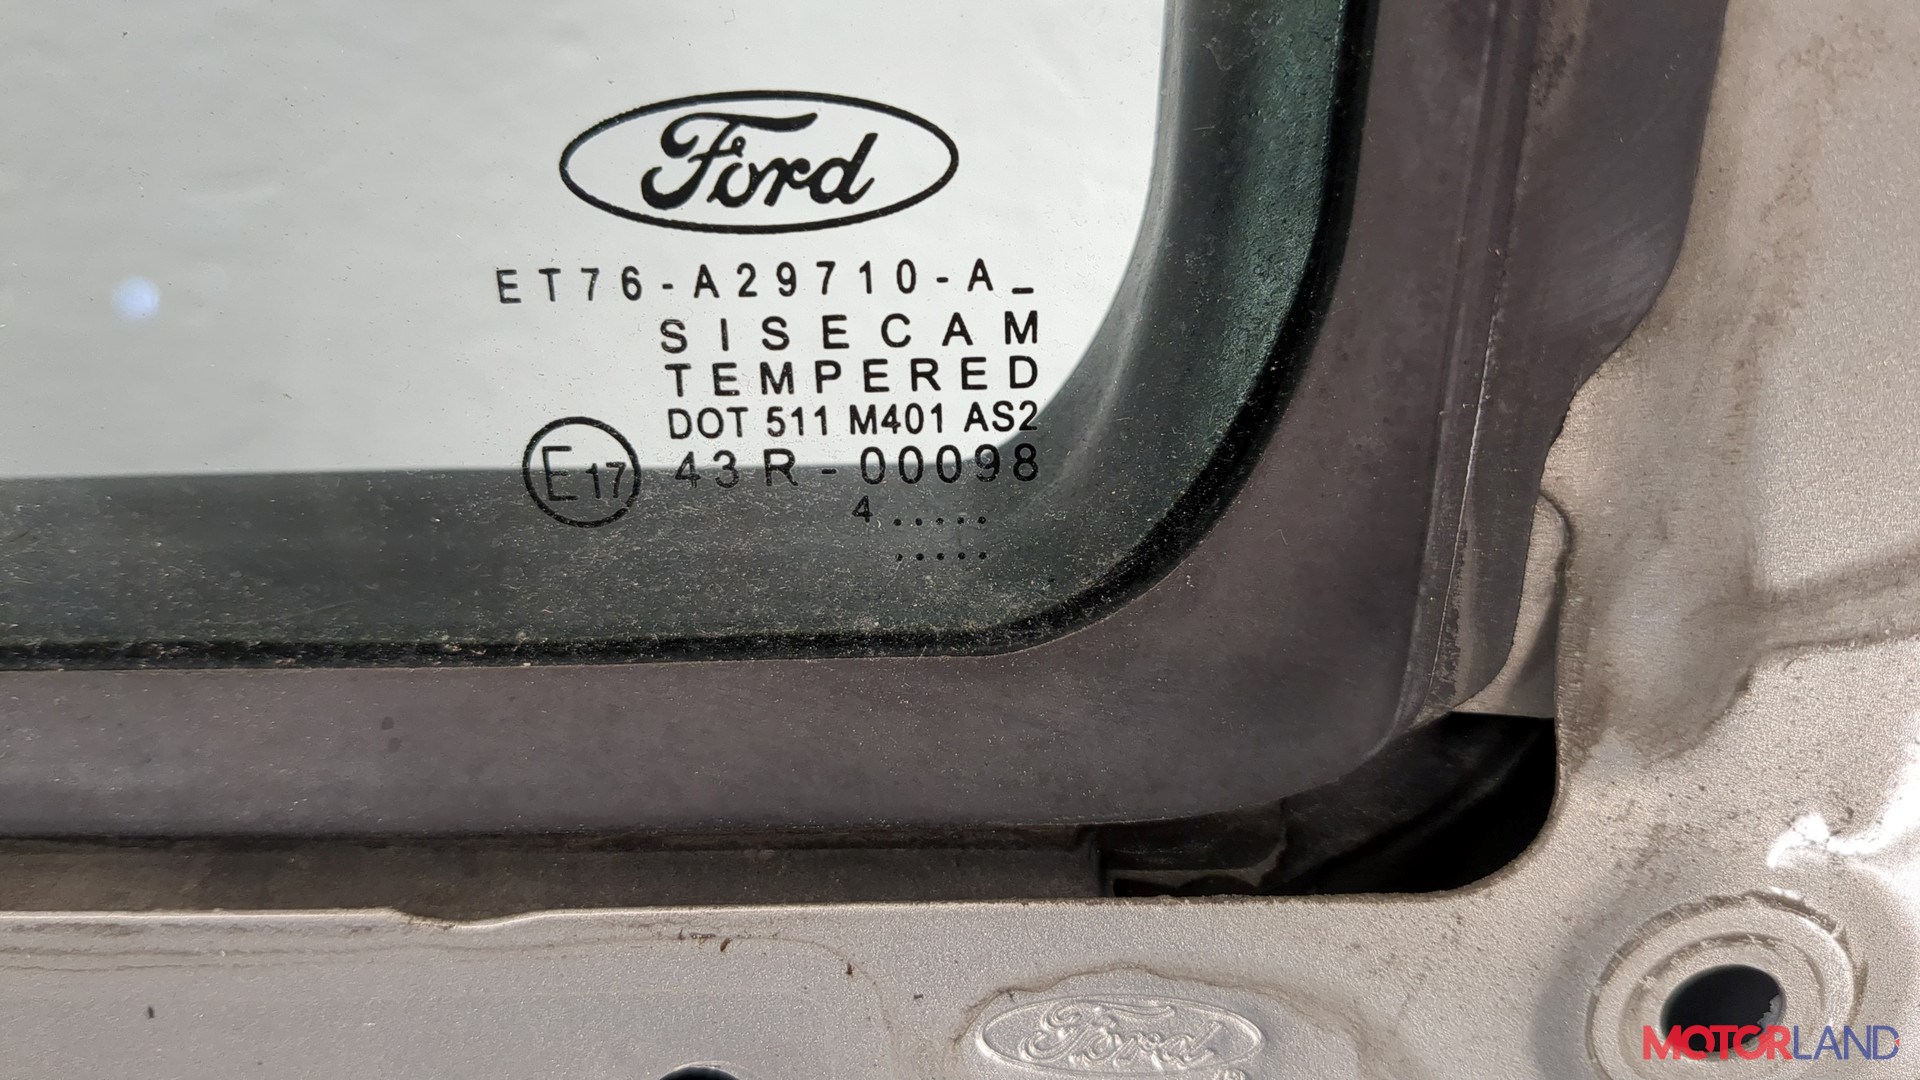 Ford
ET76-A29710-A_
SISECAM
TEMPERED
DOT 511 M401 AS2
E17 43R-00098
4.....
.....
Ford
MOTORLAND